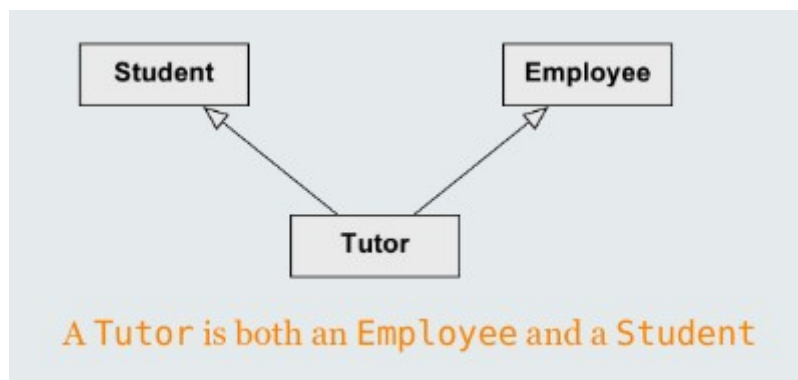 Student
Employee
Tutor
A Tutor is both an Employee and a Student